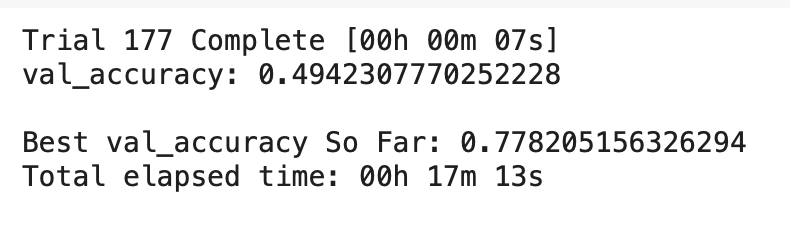 Trial 177 Complete [00h 00m 07s]
val_accuracy: 0.4942307770252228
Best val_accuracy So Far: 0.778205156326294
Total elapsed time: 00h 17m 13s